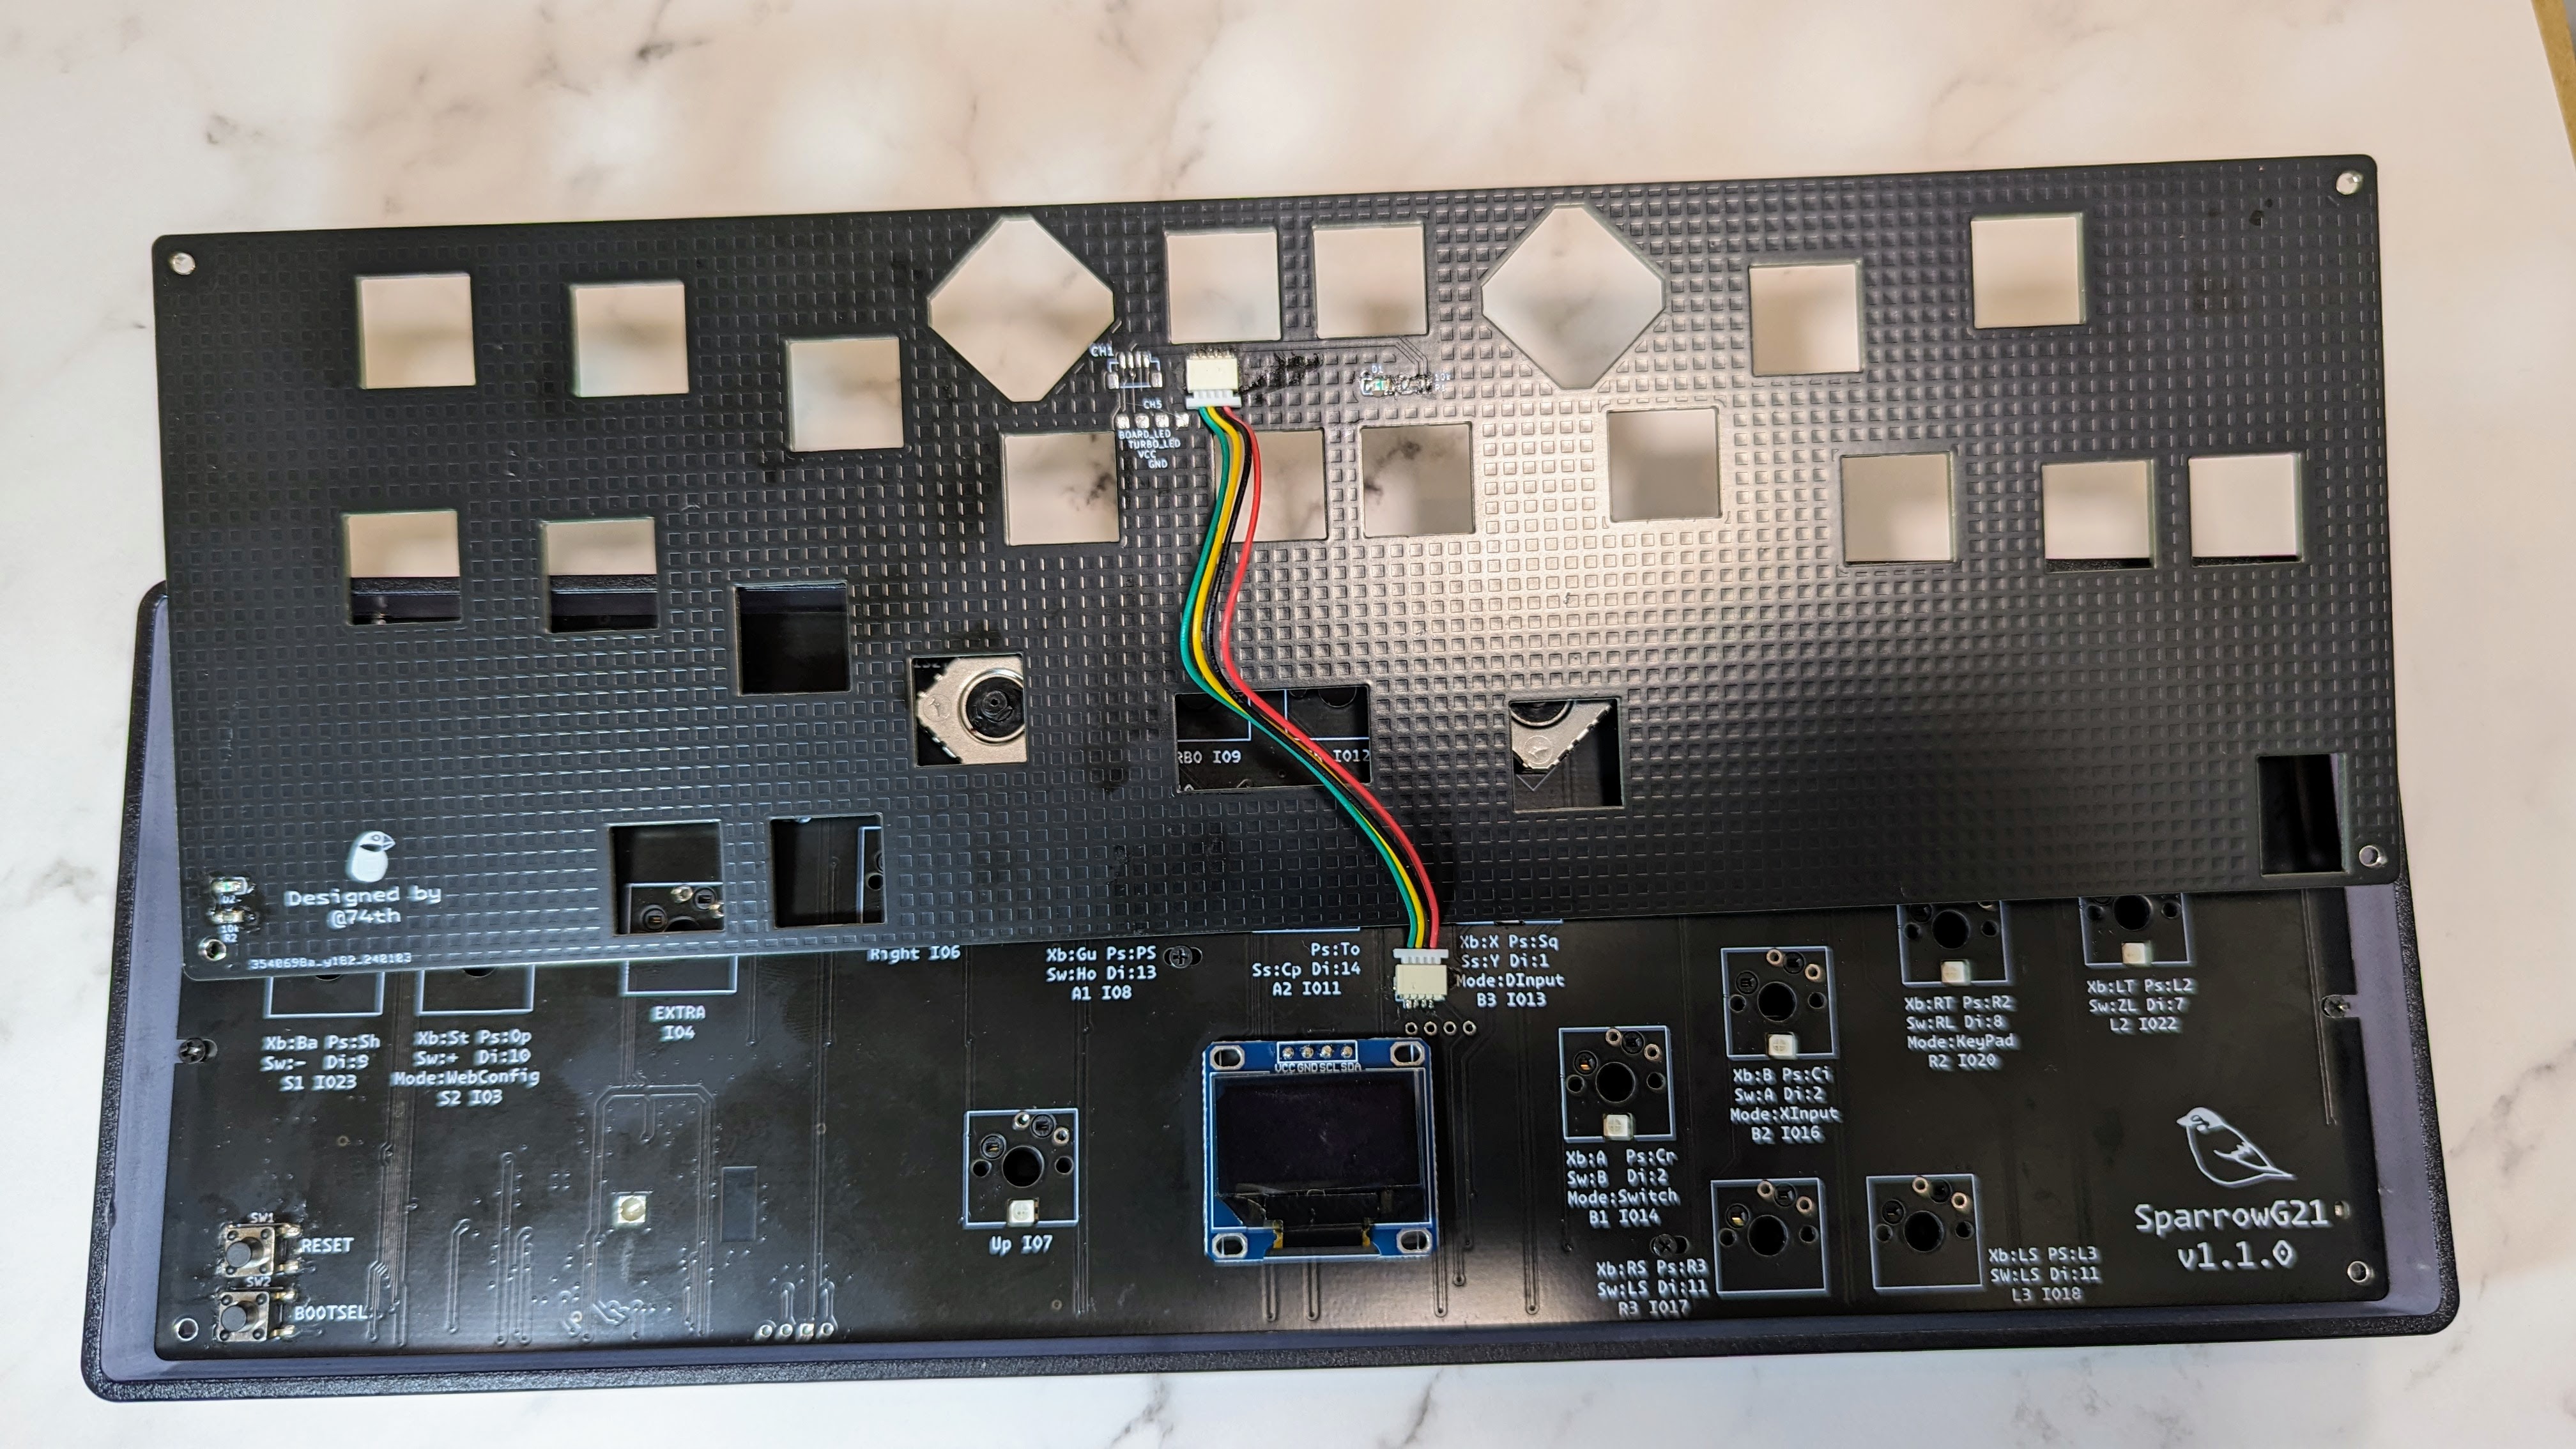 CH1
CH5
BOARD_LED
TURBO_LED
VCC
GND
D1
RBO IO9
IO12
Designed by
@74th
D2
10k
R2
3540698a_y182_240103
Right IO6
Xb:Gu Ps:PS
Sw:Ho Di:13
A1 IO8
Ps:To
Ss:Cp Di:14
A2 IO11
Xb:X Ps:Sq
Ss:Y Di:1
Mode:DInput
B3 IO13
Xb:RT Ps:R2
Sw:RL Di:8
Mode:KeyPad
R2 IO20
Xb:LT Ps:L2
Sw:ZL Di:7
L2 IO22
Xb:Ba Ps:Sh
Sw:- Di:9
S1 IO23
Xb:St Ps:Op
Sw:+ Di:10
Mode:WebConfig
S2 IO3
EXTRA
IO4
VCC GND SCL SDA
Xb:B Ps:Ci
Sw:A Di:2
Mode:XInput
B2 IO16
Xb:A Ps:Cr
Sw:B Di:2
Mode:Switch
B1 IO14
Up IO7
SW1
RESET
SW2
BOOTSEL
Xb:RS Ps:R3
Sw:LS Di:11
R3 IO17
Xb:LS PS:L3
SW:LS Di:11
L3 IO18
SparrowG21
v1.1.0